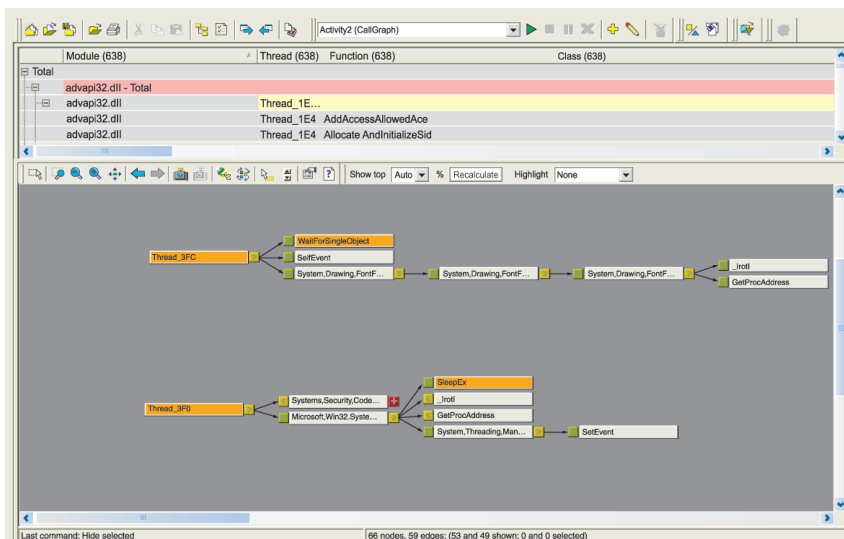 Activity2 (CallGraph)
Module (638) Thread (638) Function (638) Class (638)
Total
advapi32.dll - Total
advapi32.dll Thread_1E...
advapi32.dll Thread_1E4 AddAccessAllowedAce
advapi32.dll Thread_1E4 Allocate AndInitializeSid
Show top Auto % Recalculate Highlight None
WaitForSingleObject
Thread_3FC
SelfEvent
System,Drawing,FontF... System,Drawing,FontF... System,Drawing,FontF...
_lrotl
GetProcAddress
SleepEx
Systems,Security,Code... _lrotl
Thread_3F0
Microsoft,Win32.Syste... GetProcAddress
System,Threading,Man... SetEvent
Last command: Hide selected 66 nodes, 59 edges; (53 and 49 shown; 0 and 0 selected)